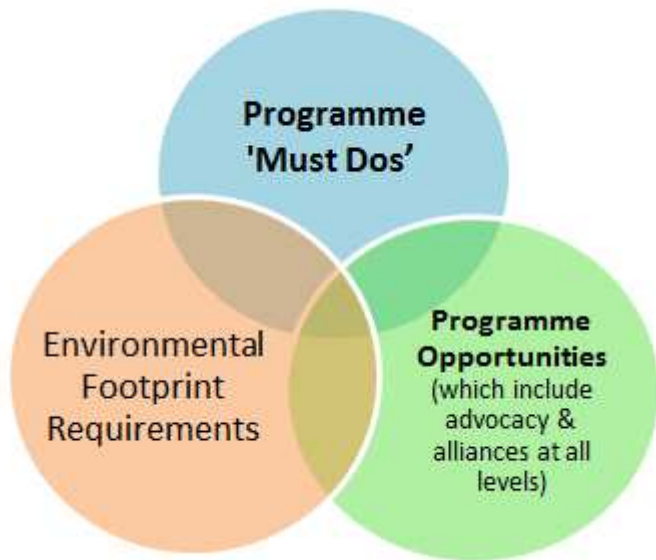 Programme
'Must Dos’
Environmental
Footprint
Requirements
Programme
Opportunities
(which include
advocacy &
alliances at all
levels)